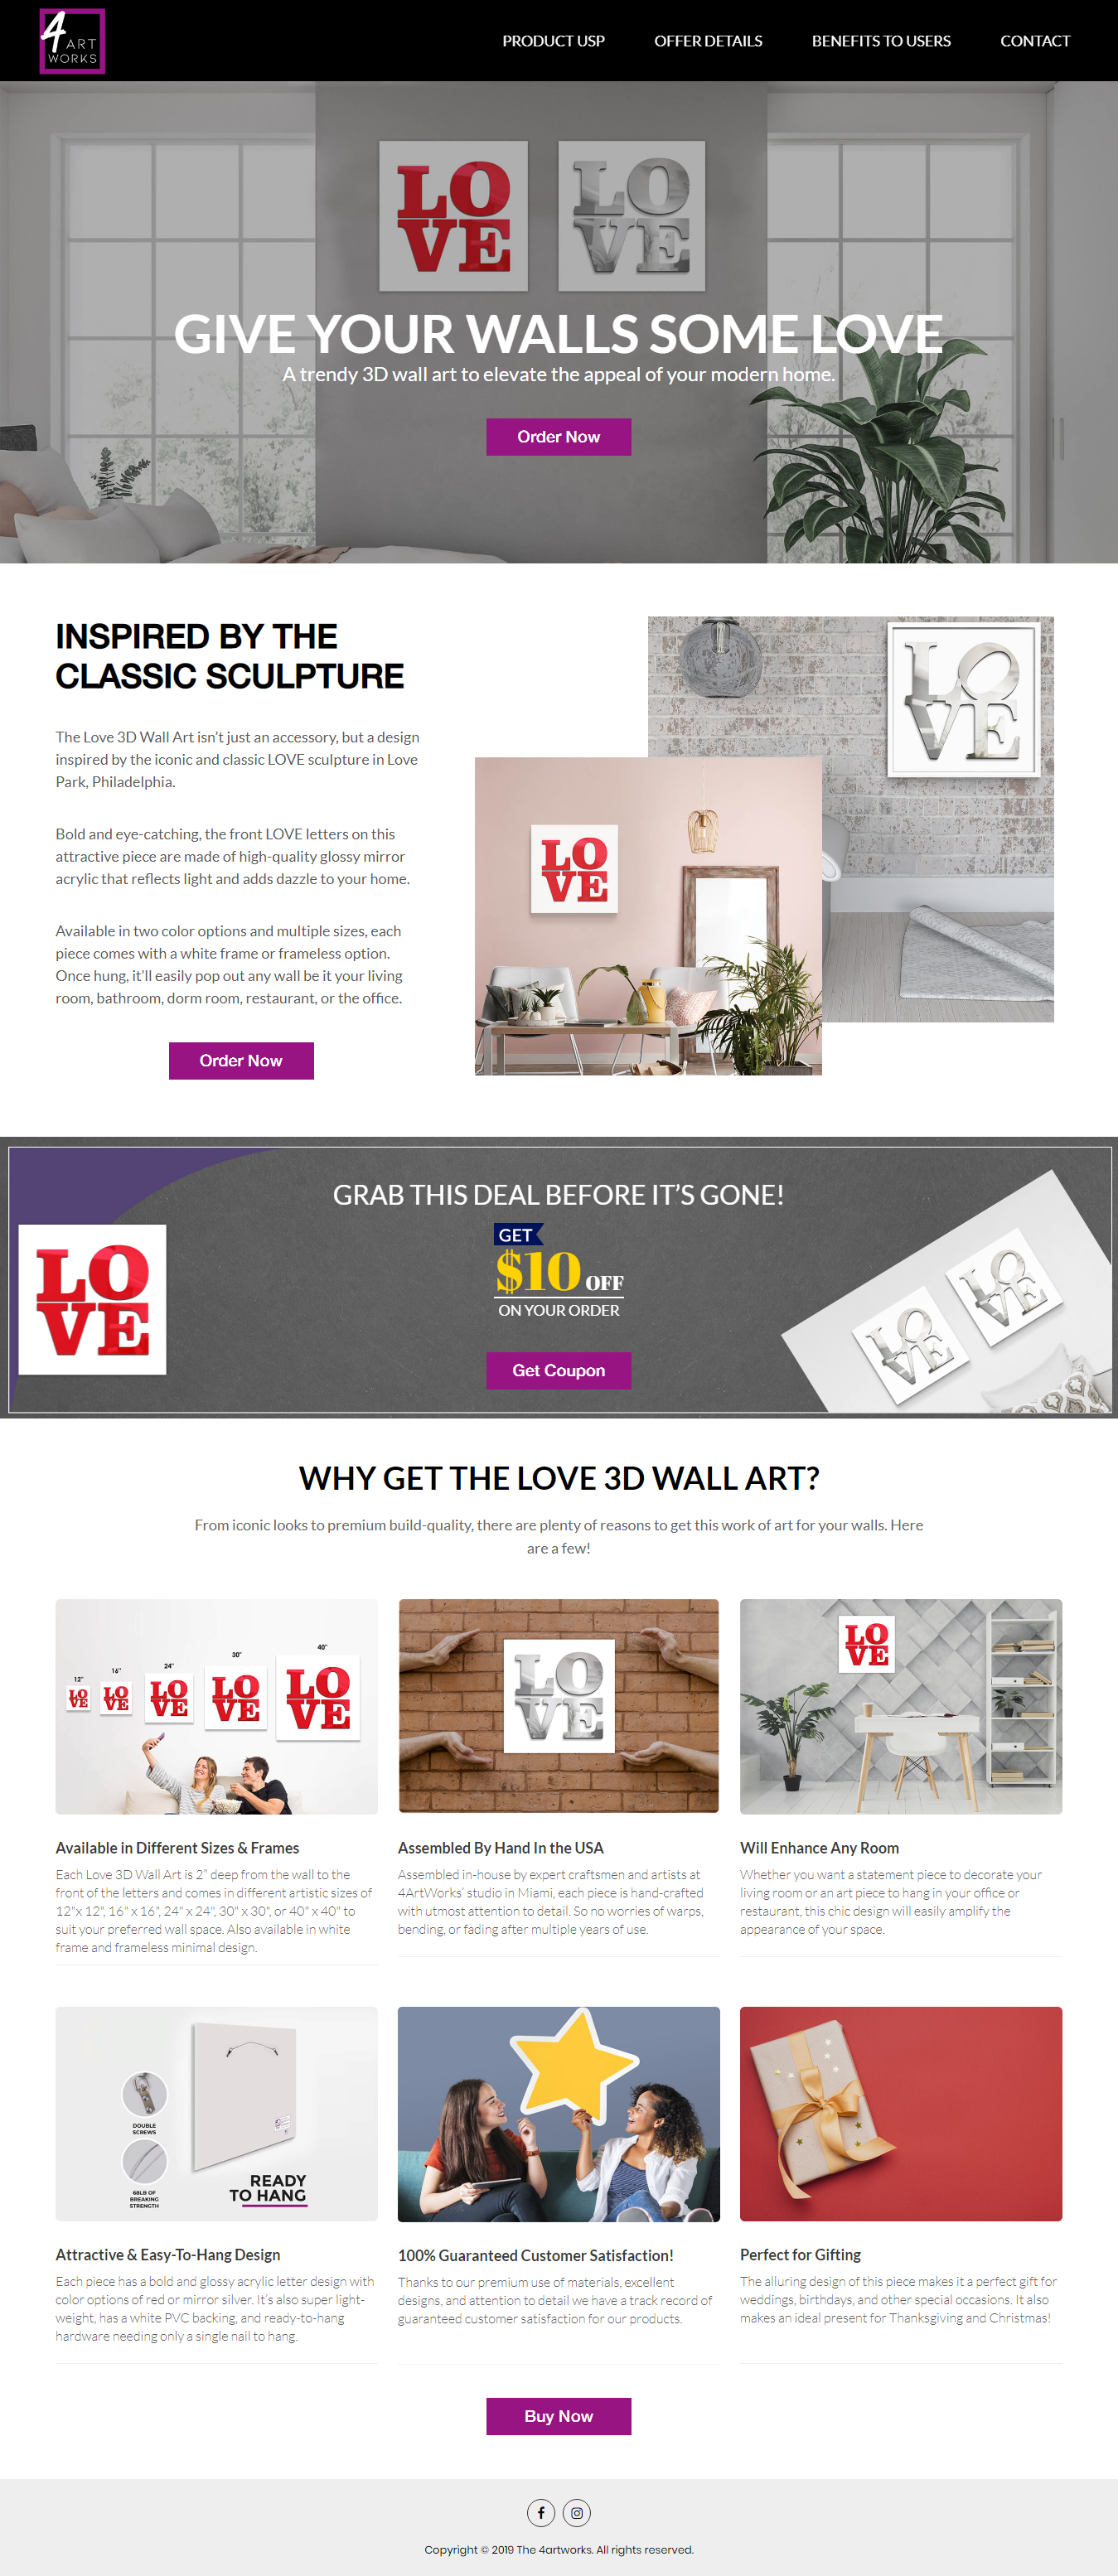 4 ART
WORKS
PRODUCT USP
OFFER DETAILS
BENEFITS TO USERS
CONTACT
LO
VE
LO
VE
GIVE YOUR WALLS SOME LOVE
A trendy 3D wall art to elevate the appeal of your modern home.
Order Now
INSPIRED BY THE
CLASSIC SCULPTURE
The Love 3D Wall Art isn't just an accessory, but a design
inspired by the iconic and classic LOVE sculpture in Love
Park, Philadelphia.
Bold and eye-catching, the front LOVE letters on this
attractive piece are made of high-quality glossy mirror
acrylic that reflects light and adds dazzle to your home.
Available in two color options and multiple sizes, each
piece comes with a white frame or frameless option.
Once hung, it'll easily pop out any wall be it your living
room, bathroom, dorm room, restaurant, or the office.
Order Now
LO
VE
LO
VE
GRAB THIS DEAL BEFORE IT'S GONE!
GET
$10 OFF
ON YOUR ORDER
Get Coupon
LO
VE
LO
VE
LO
VE
WHY GET THE LOVE 3D WALL ART?
From iconic looks to premium build-quality, there are plenty of reasons to get this work of art for your walls. Here
are a few!
12"
16"
24"
30"
40"
LO
VE
LO
VE
LO
VE
LO
VE
LO
VE
Available in Different Sizes & Frames
Each Love 3D Wall Art is 2” deep from the wall to the
front of the letters and comes in different artistic sizes of
12"x 12", 16" x 16", 24" x 24", 30" x 30", or 40" x 40" to
suit your preferred wall space. Also available in white
frame and frameless minimal design.
LO
VE
Assembled By Hand In the USA
Assembled in-house by expert craftsmen and artists at
4ArtWorks' studio in Miami, each piece is hand-crafted
with utmost attention to detail. So no worries of warps,
bending, or fading after multiple years of use.
LO
VE
Will Enhance Any Room
Whether you want a statement piece to decorate your
living room or an art piece to hang in your office or
restaurant, this chic design will easily amplify the
appearance of your space.
DOUBLE
SCREWS
68LB OF
BREAKING
STRENGTH
READY
TO HANG
Attractive & Easy-To-Hang Design
Each piece has a bold and glossy acrylic letter design with
color options of red or mirror silver. It's also super light-
weight, has a white PVC backing, and ready-to-hang
hardware needing only a single nail to hang.
100% Guaranteed Customer Satisfaction!
Thanks to our premium use of materials, excellent
designs, and attention to detail we have a track record of
guaranteed customer satisfaction for our products.
Perfect for Gifting
The alluring design of this piece makes it a perfect gift for
weddings, birthdays, and other special occasions. It also
makes an ideal present for Thanksgiving and Christmas!
Buy Now
Copyright © 2019 The 4artworks. All rights reserved.